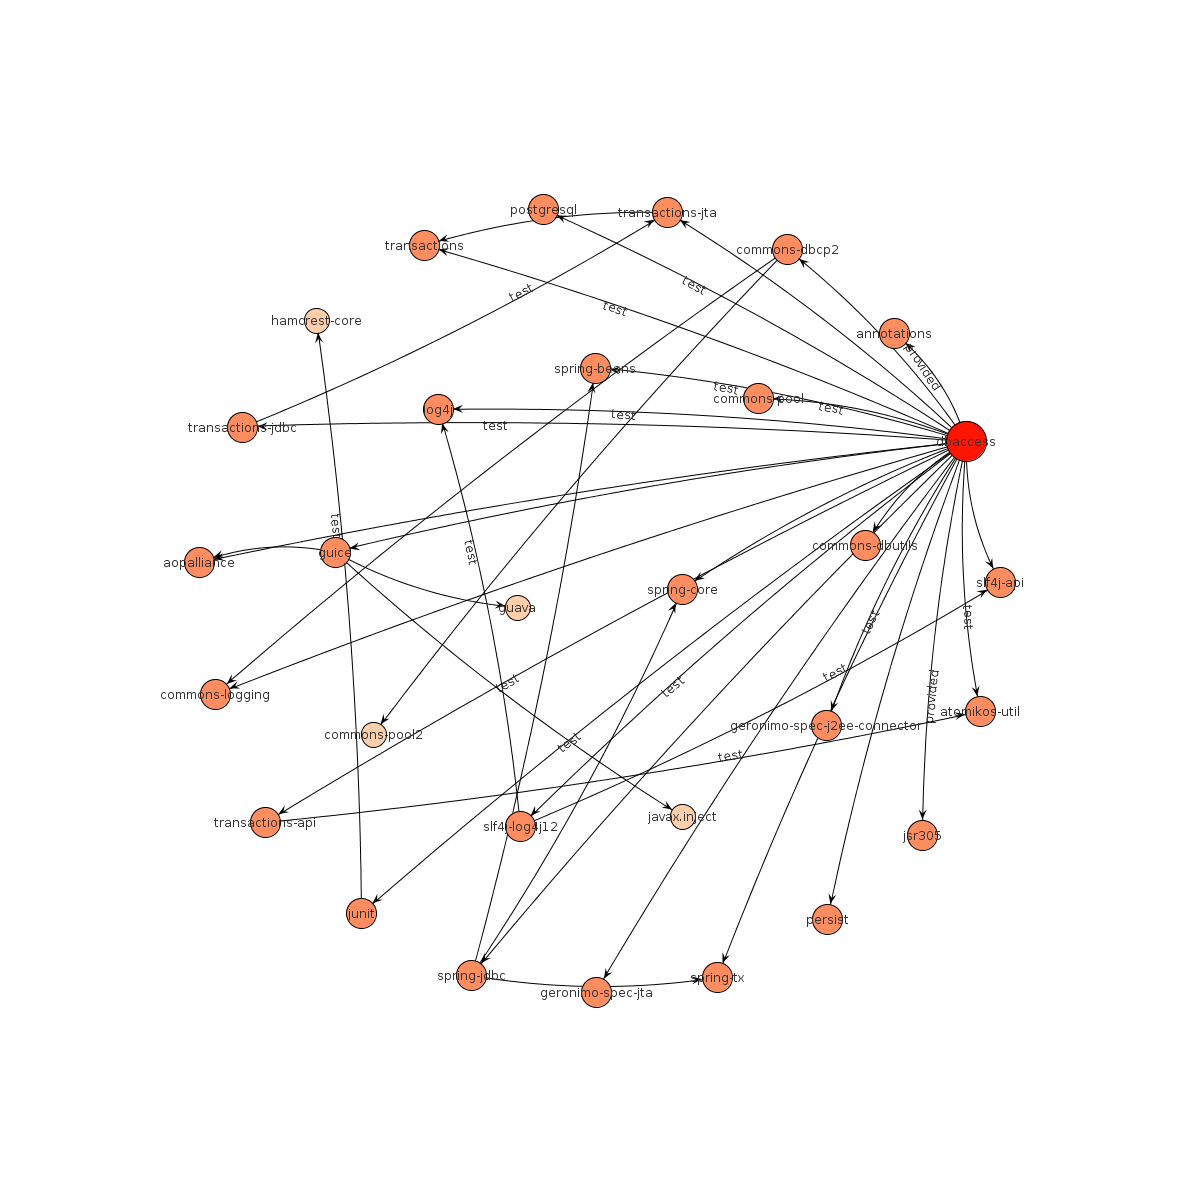 postgresql
transactions-jta
transactions
commons-dbcp2
test
test
test
hamcrest-core
annotations
provided
spring-beans
test
commons-pool
test
log4j
test
transactions-jdbc
test
dbaccess
test
guice
aopalliance
test
commons-dbutils
spring-core
slf4j-api
guava
test
test
test
test
test
commons-logging
provided
atomikos-util
geronimo-spec-j2ee-connector
commons-pool2
test
test
transactions-api
slf4j-log4j12
javax.inject
jsr305
junit
persist
spring-jdbc
spring-tx
geronimo-spec-jta